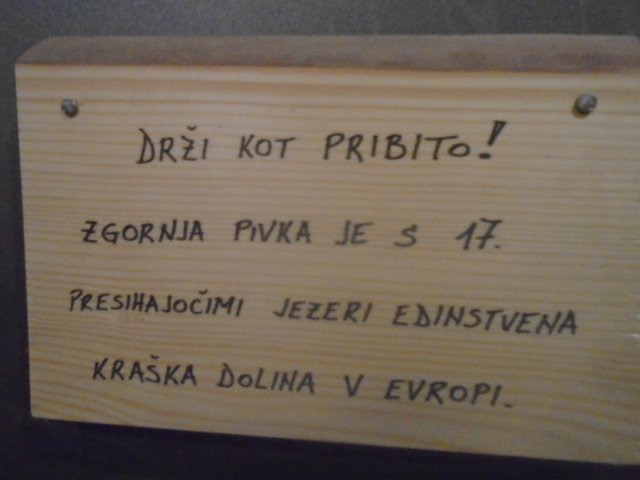 DRŽI KOT PRIBITO!
ZGORNJA PIVKA JE S 17.
PRESIHAJOČIMI JEZERI EDINSTVENA
KRAŠKA DOLINA V EVROPI.